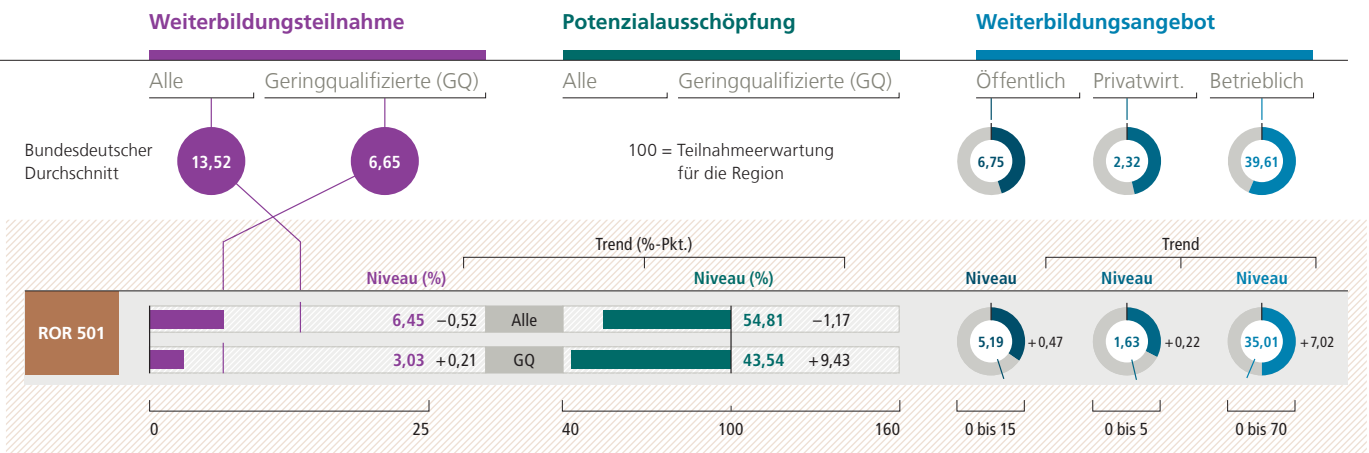 Weiterbildungsteilnahme Potenzialausschöpfung Weiterbildungsangebot
Alle Geringqualifizierte (GQ) Alle Geringqualifizierte (GQ) Öffentlich Privatwirt. Betrieblich
Bundesdeutscher
Durchschnitt
13,52 6,65
100 = Teilnahmeerwartung
für die Region
6,75 2,32 39,61
Trend (%-Pkt.) Trend
Niveau (%) Niveau (%) Niveau Niveau Niveau
ROR 501
6,45 −0,52 Alle 54,81 −1,17
3,03 +0,21 GQ 43,54 +9,43
5,19 +0,47 1,63 +0,22 35,01 +7,02
0 25 40 100 160 0 bis 15 0 bis 5 0 bis 70